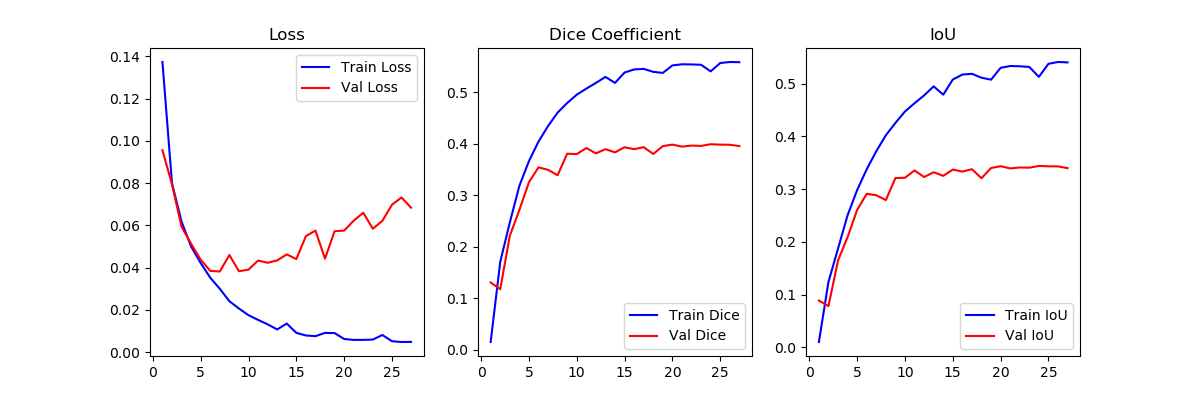 Loss
0.14
0.12
0.10
0.08
0.06
0.04
0.02
0.00
0 5 10 15 20 25
Train Loss
Val Loss
Dice Coefficient
0.5
0.4
0.3
0.2
0.1
0.0
0 5 10 15 20 25
Train Dice
Val Dice
IoU
0.5
0.4
0.3
0.2
0.1
0.0
0 5 10 15 20 25
Train IoU
Val IoU